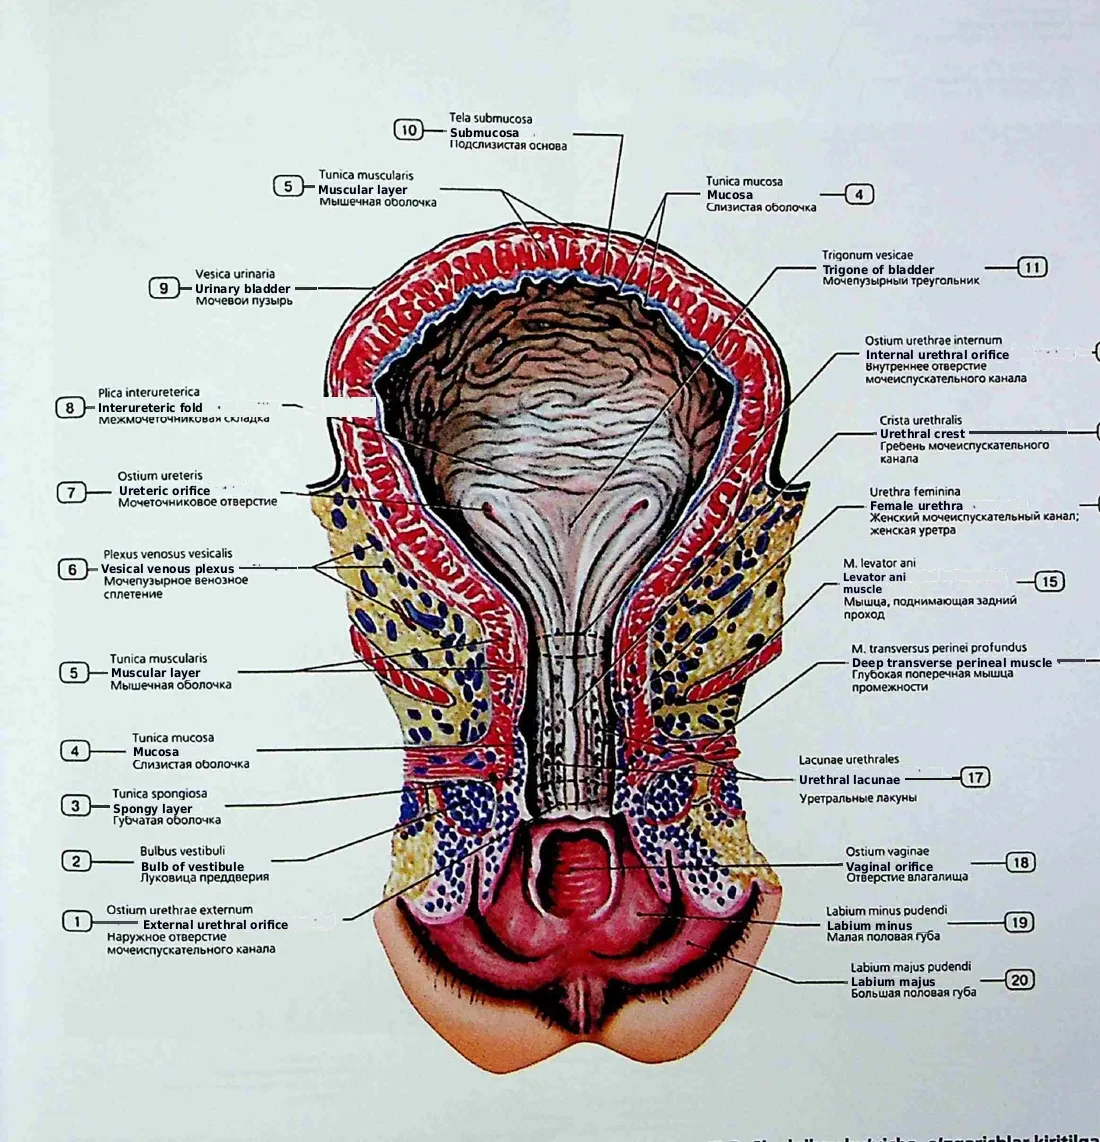 10
Tela submucosa
Submucosa
Подслизистая основа
5
Tunica muscularis
Muscular layer
Мышечная оболочка
Tunica mucosa
Mucosa
Слизистая оболочка
4
Trigonum vesicae
Trigone of bladder
Мочепузырный треугольник
11
9
Vesica urinaria
Urinary bladder
Мочевой пузырь
Ostium urethrae internum
Internal urethral orifice
Внутреннее отверстие
мочеиспускательного канала
8
Plica interureterica
Interureteric fold
Межмочеточниковая складка
Crista urethralis
Urethral crest
Гребень мочеиспускательного
канала
7
Ostium ureteris
Ureteric orifice
Мочеточниковое отверстие
Urethra feminina
Female urethra
Женский мочеиспускательный канал;
женская уретра
6
Plexus venosus vesicalis
Vesical venous plexus
Мочепузырное венозное
сплетение
M. levator ani
Levator ani
muscle
Мышца, поднимающая задний
проход
15
5
Tunica muscularis
Muscular layer
Мышечная оболочка
M. transversus perinei profundus
Deep transverse perineal muscle
Глубокая поперечная мышца
промежности
4
Tunica mucosa
Mucosa
Слизистая оболочка
Lacunae urethrales
Urethral lacunae
Уретральные лакуны
17
3
Tunica spongiosa
Spongy layer
Губчатая оболочка
2
Bulbus vestibuli
Bulb of vestibule
Луковица преддверия
Ostium vaginae
Vaginal orifice
Отверстие влагалища
18
1
Ostium urethrae externum
External urethral orifice
Наружное отверстие
мочеиспускательного канала
Labium minus pudendi
Labium minus
Малая половая губа
19
Labium majus pudendi
Labium majus
Большая половая губа
20